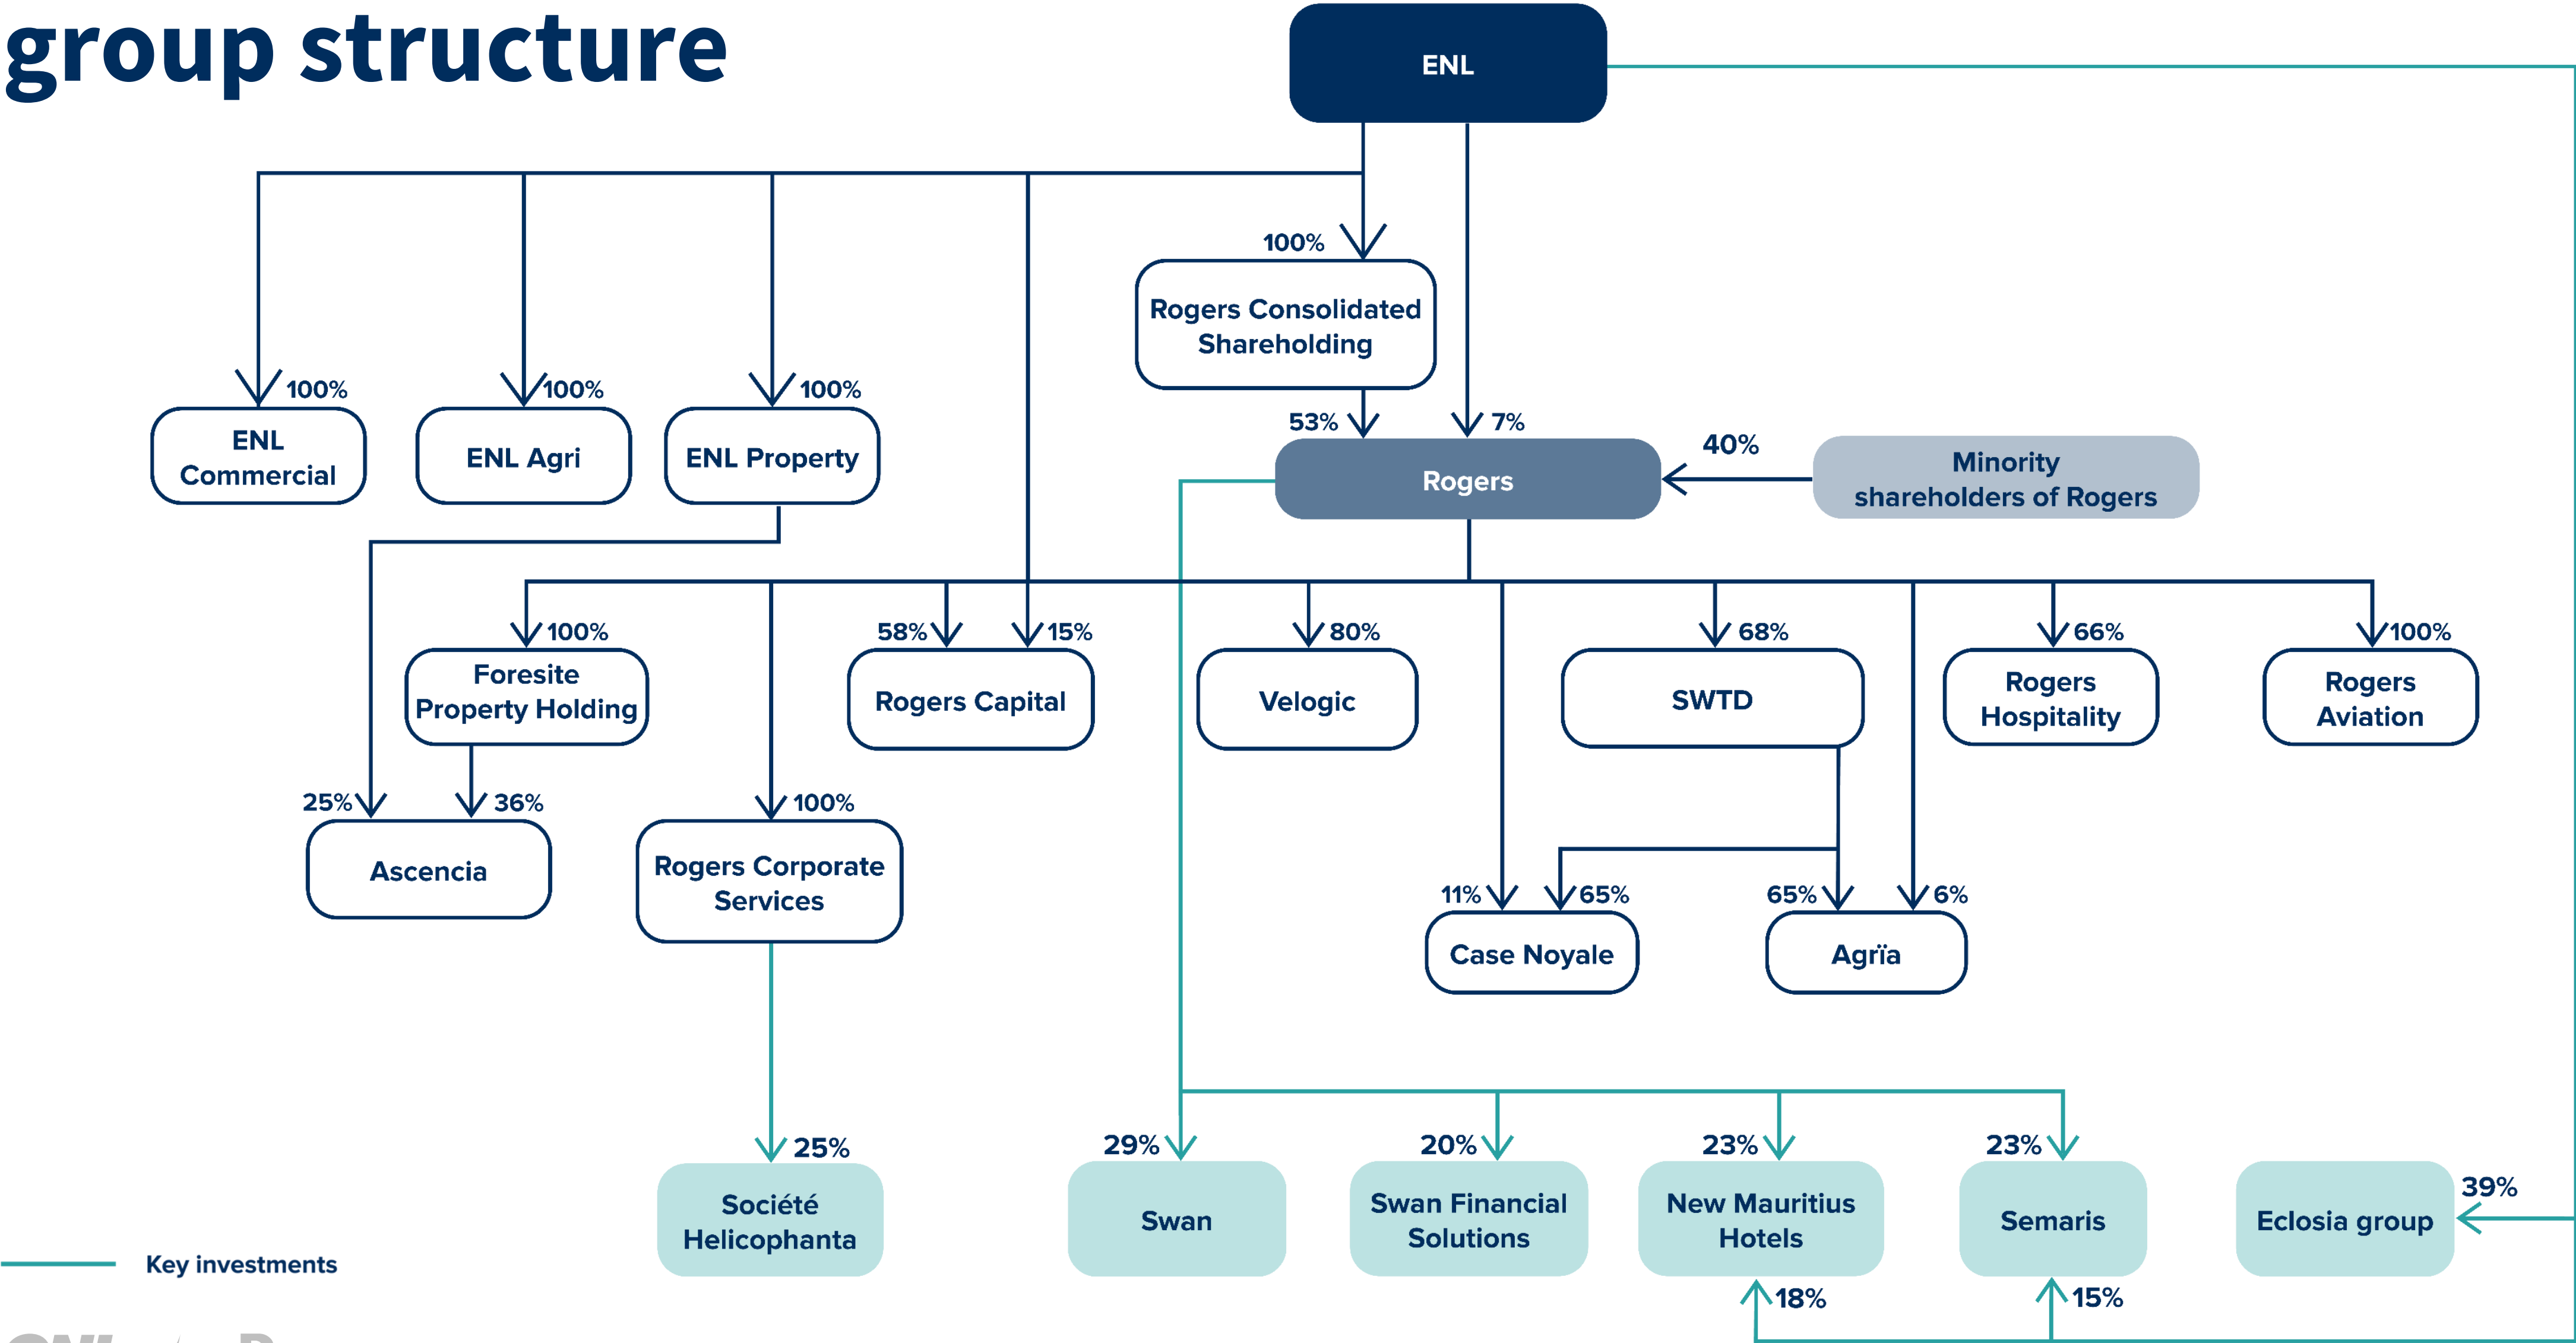 group structure
ENL
100%
Rogers Consolidated
Shareholding
100%
100%
100%
53%
7%
ENL
Commercial
ENL Agri
ENL Property
Rogers
40%
Minority
shareholders of Rogers
100%
58%
15%
80%
68%
66%
100%
Foresite
Property Holding
Rogers Capital
Velogic
SWTD
Rogers
Hospitality
Rogers
Aviation
25%
36%
100%
Ascencia
Rogers Corporate
Services
11%
65%
65%
6%
Case Noyale
Agrïa
25%
29%
20%
23%
23%
39%
Société
Helicophanta
Swan
Swan Financial
Solutions
New Mauritius
Hotels
Semaris
Eclosia group
Key investments
18%
15%